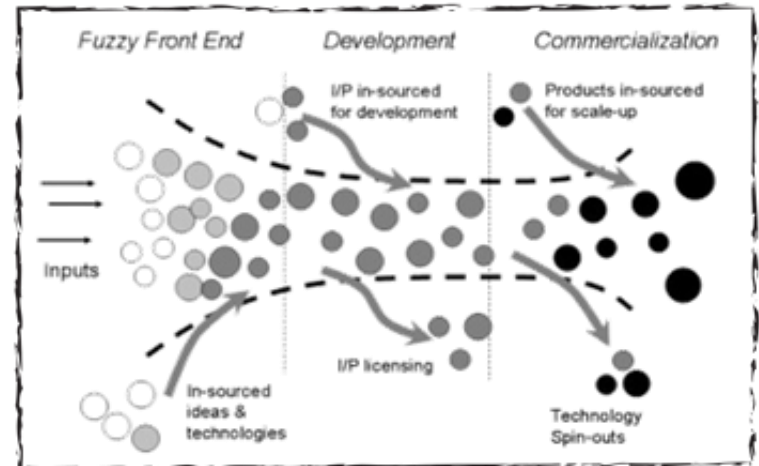 Fuzzy Front End
Development
Commercialization
I/P in-sourced
for development
Products in-sourced
for scale-up
Inputs
I/P licensing
In-sourced
ideas &
technologies
Technology
Spin-outs